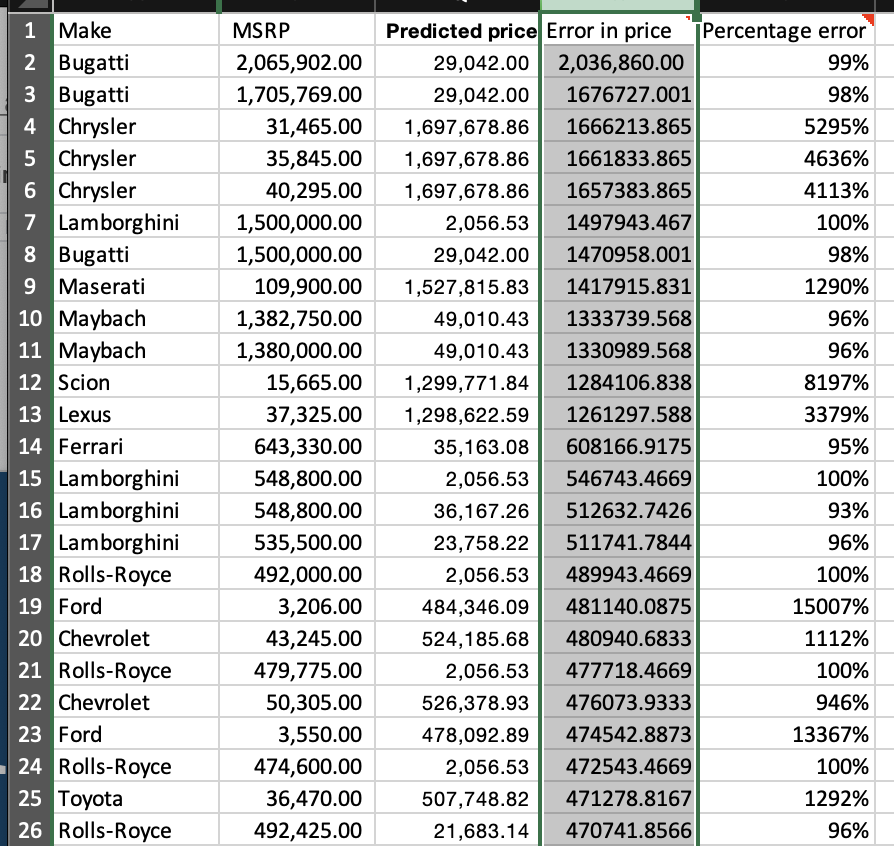 1 Make MSRP Predicted price Error in price Percentage error
2 Bugatti 2,065,902.00 29,042.00 2,036,860.00 99%
3 Bugatti 1,705,769.00 29,042.00 1676727.001 98%
4 Chrysler 31,465.00 1,697,678.86 1666213.865 5295%
5 Chrysler 35,845.00 1,697,678.86 1661833.865 4636%
6 Chrysler 40,295.00 1,697,678.86 1657383.865 4113%
7 Lamborghini 1,500,000.00 2,056.53 1497943.467 100%
8 Bugatti 1,500,000.00 29,042.00 1470958.001 98%
9 Maserati 109,900.00 1,527,815.83 1417915.831 1290%
10 Maybach 1,382,750.00 49,010.43 1333739.568 96%
11 Maybach 1,380,000.00 49,010.43 1330989.568 96%
12 Scion 15,665.00 1,299,771.84 1284106.838 8197%
13 Lexus 37,325.00 1,298,622.59 1261297.588 3379%
14 Ferrari 643,330.00 35,163.08 608166.9175 95%
15 Lamborghini 548,800.00 2,056.53 546743.4669 100%
16 Lamborghini 548,800.00 36,167.26 512632.7426 93%
17 Lamborghini 535,500.00 23,758.22 511741.7844 96%
18 Rolls-Royce 492,000.00 2,056.53 489943.4669 100%
19 Ford 3,206.00 484,346.09 481140.0875 15007%
20 Chevrolet 43,245.00 524,185.68 480940.6833 1112%
21 Rolls-Royce 479,775.00 2,056.53 477718.4669 100%
22 Chevrolet 50,305.00 526,378.93 476073.9333 946%
23 Ford 3,550.00 478,092.89 474542.8873 13367%
24 Rolls-Royce 474,600.00 2,056.53 472543.4669 100%
25 Toyota 36,470.00 507,748.82 471278.8167 1292%
26 Rolls-Royce 492,425.00 21,683.14 470741.8566 96%